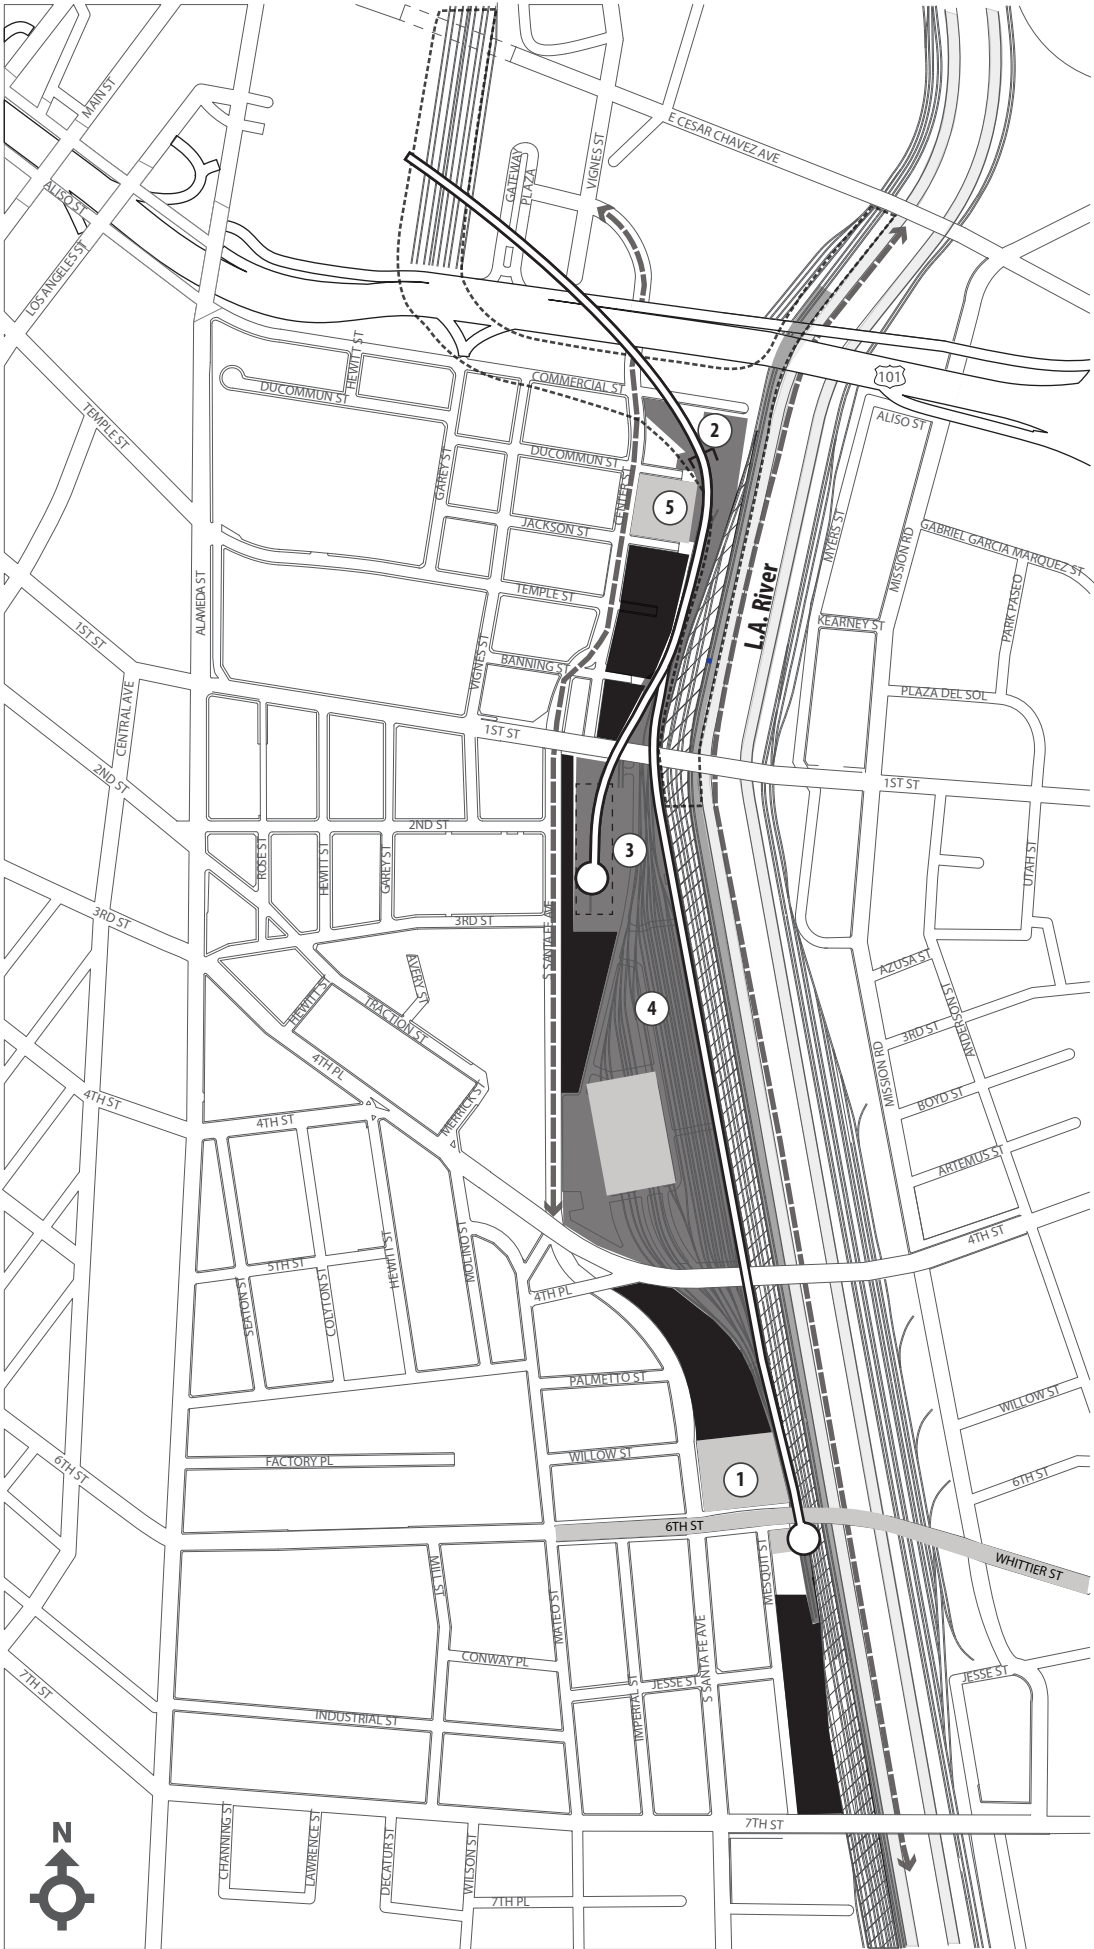 MAIN ST
E CESAR CHAVEZ AVE
VIGNES ST
GATEWAY
PLAZA
ALISO ST
LOS ANGELES ST
HEWITT ST
COMMERCIAL ST
101
DUCOMMUN ST
ALISO ST
TEMPLE ST
2
DUCOMMUN ST
GAREY ST
CENTER ST
5
JACKSON ST
MYERS ST
MISSION RD
GABRIEL GARCIA MARQUEZ ST
L.A. River
ALAMEDA ST
TEMPLE ST
PARK PASEO
1ST ST
KEARNEY ST
VIGNES ST
BANNING ST
PLAZA DEL SOL
CENTRAL AVE
1ST ST
2ND ST
1ST ST
2ND ST
ROSE ST
HEWITT ST
GAREY ST
3
UTAH ST
3RD ST
3RD ST
S SANTA FE AVE
AZUSA ST
AVERY ST
HEWITT ST
TRACTION ST
4
ANDERSON ST
3RD ST
4TH PL
MISSION RD
4TH ST
BOYD ST
4TH ST
MERRICK ST
ARTEMUS ST
4TH ST
5TH ST
HEWITT ST
MOLINO ST
SEATON ST
COLYTON ST
4TH PL
PALMETTO ST
WILLOW ST
FACTORY PL
WILLOW ST
6TH ST
1
6TH ST
6TH ST
WHITTIER ST
MILL ST
MATEO ST
MESQUIT ST
CONWAY PL
S SANTA FE AVE
JESSE ST
JESSE ST
7TH ST
IMPERIAL ST
INDUSTRIAL ST
7TH ST
N
CHANNING ST
LAWRENCE ST
DECATUR ST
WILSON ST
7TH PL